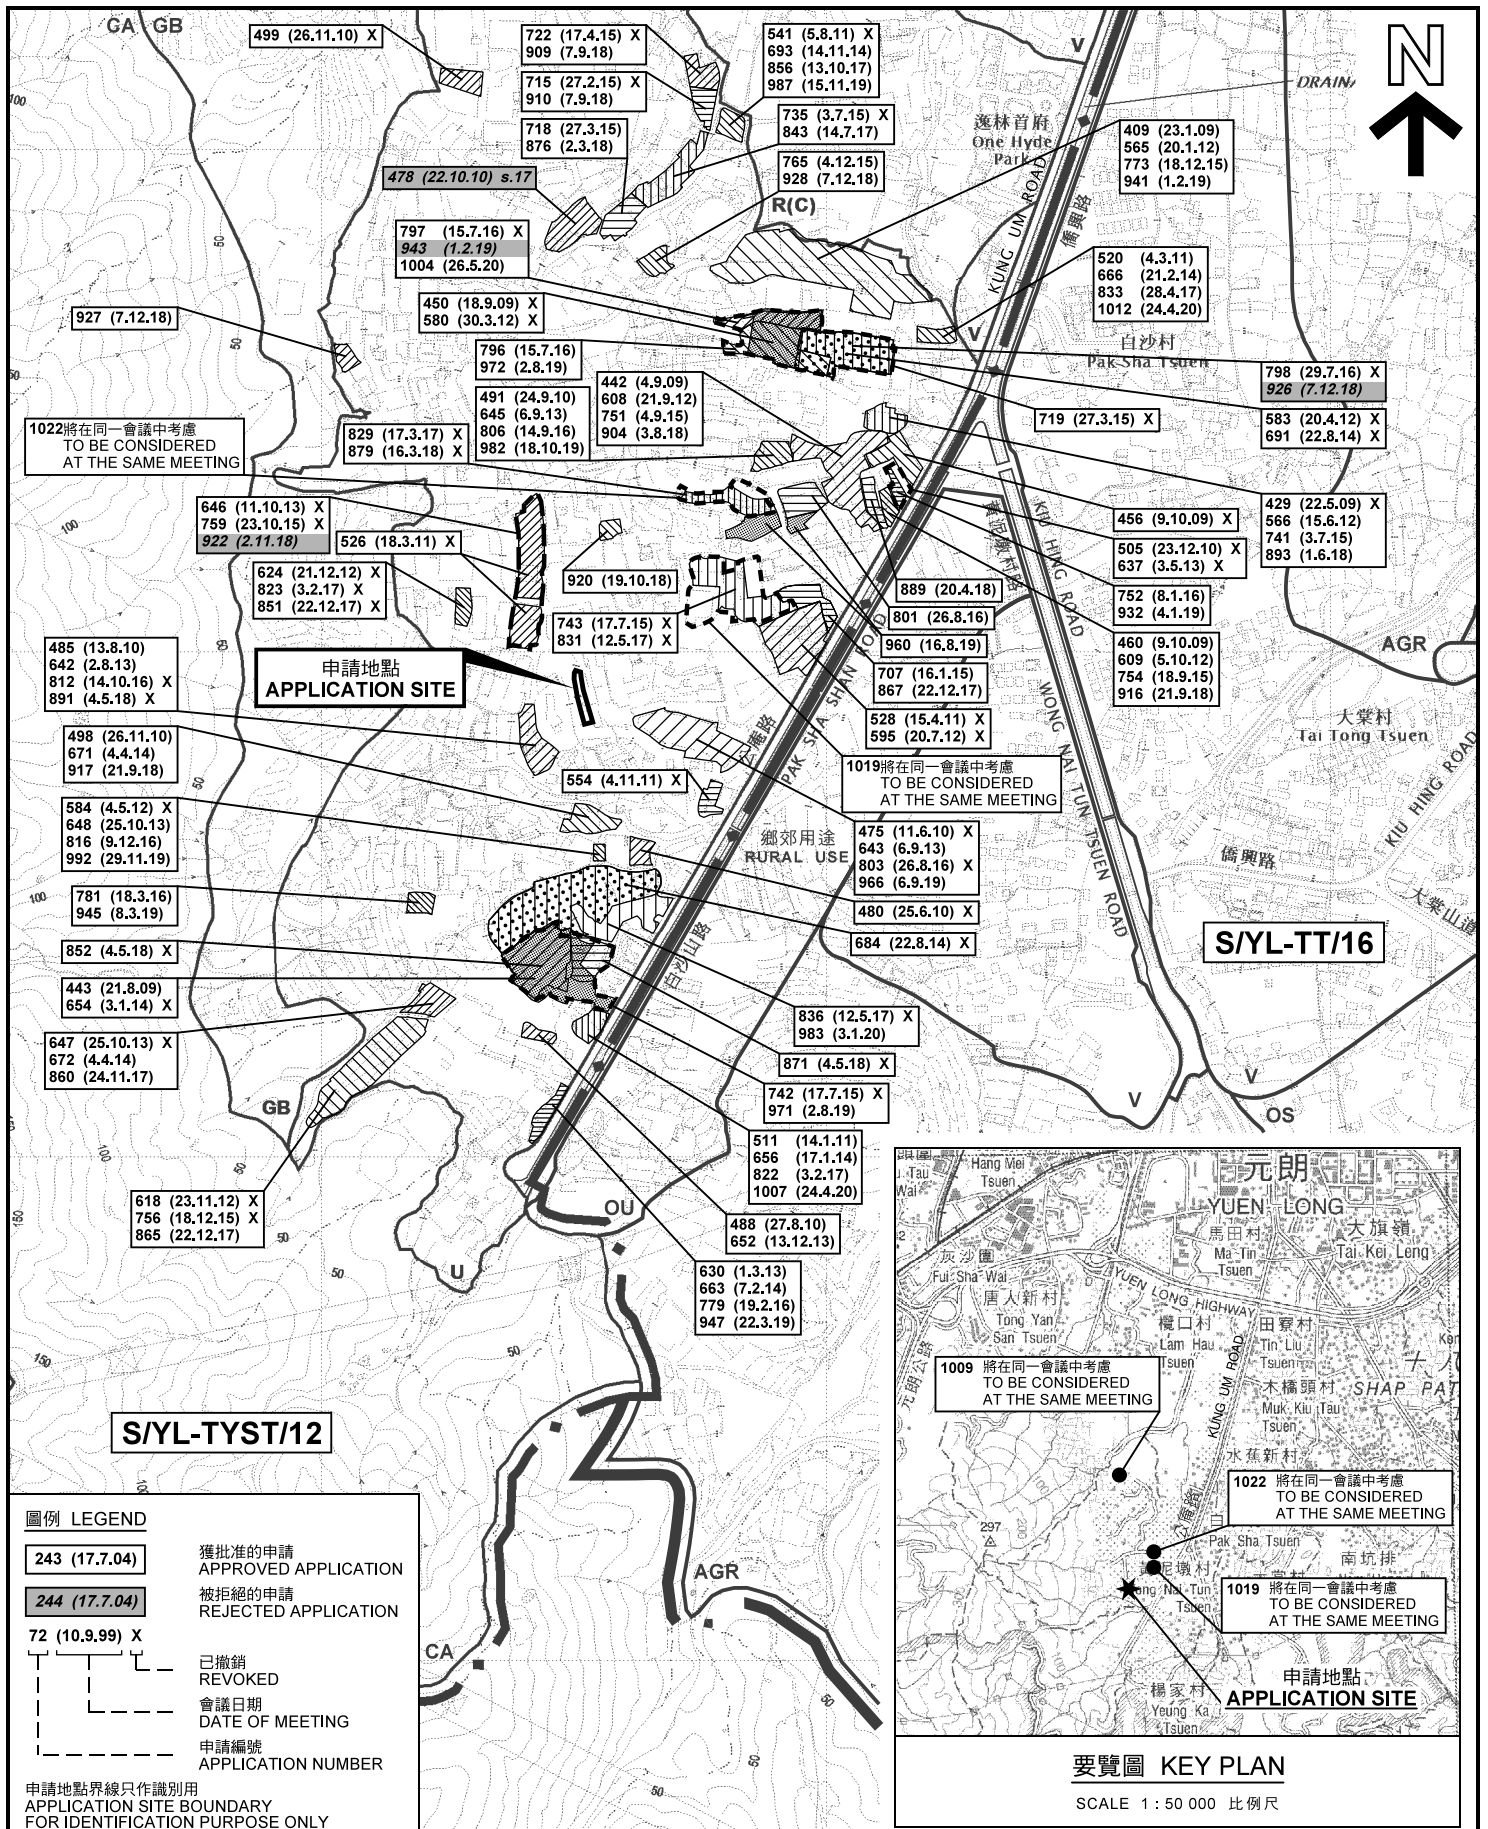 CA GB
499 (26.11.10) X
722 (17.4.15) X
909 (7.9.18)
715 (27.2.15) X
910 (7.9.18)
718 (27.3.15)
876 (2.3.18)
541 (5.8.11) X
693 (14.11.14)
856 (13.10.17)
987 (15.11.19)
735 (3.7.15) X
843 (14.7.17)
765 (4.12.15)
928 (7.12.18)
478 (22.10.10) s.17
797 (15.7.16) X
943 (1.2.19)
1004 (26.5.20)
R(C)
逸林首府
One Hyde
Park
V
N
409 (23.1.09)
565 (20.1.12)
773 (18.12.15)
941 (1.2.19)
KUNG UM ROAD
僑興路
520 (4.3.11)
666 (21.2.14)
833 (28.4.17)
1012 (24.4.20)
450 (18.9.09) X
580 (30.3.12) X
927 (7.12.18)
796 (15.7.16)
972 (2.8.19)
V
白沙村
Pak Sha Tsuen
798 (29.7.16) X
926 (7.12.18)
491 (24.9.10)
645 (6.9.13)
806 (14.9.16)
982 (18.10.19)
442 (4.9.09)
608 (21.9.12)
751 (4.9.15)
904 (3.8.18)
719 (27.3.15) X
583 (20.4.12) X
691 (22.8.14) X
1022將在同一會議中考慮
TO BE CONSIDERED
AT THE SAME MEETING
829 (17.3.17) X
879 (16.3.18) X
646 (11.10.13) X
759 (23.10.15) X
922 (2.11.18)
526 (18.3.11) X
456 (9.10.09) X
429 (22.5.09) X
566 (15.6.12)
741 (3.7.15)
893 (1.6.18)
505 (23.12.10) X
637 (3.5.13) X
KIU HING ROAD
624 (21.12.12) X
823 (3.2.17) X
851 (22.12.17) X
920 (19.10.18)
889 (20.4.18)
752 (8.1.16)
932 (4.1.19)
801 (26.8.16)
743 (17.7.15) X
831 (12.5.17) X
960 (16.8.19)
460 (9.10.09)
609 (5.10.12)
754 (18.9.15)
916 (21.9.18)
AGR
485 (13.8.10)
642 (2.8.13)
812 (14.10.16) X
891 (4.5.18) X
申請地點
APPLICATION SITE
707 (16.1.15)
867 (22.12.17)
528 (15.4.11) X
595 (20.7.12) X
大棠村
Tai Tong Tsuen
498 (26.11.10)
671 (4.4.14)
917 (21.9.18)
公庵路
PAK SHA SHAN ROAD
WONG NAI TUN TSUEN ROAD
554 (4.11.11) X
1019將在同一會議中考慮
TO BE CONSIDERED
AT THE SAME MEETING
KIU HING ROAD
584 (4.5.12) X
648 (25.10.13)
816 (9.12.16)
992 (29.11.19)
鄉郊用途
RURAL USE
475 (11.6.10) X
643 (6.9.13)
803 (26.8.16) X
966 (6.9.19)
僑興路
大棠山道
781 (18.3.16)
945 (8.3.19)
480 (25.6.10) X
684 (22.8.14) X
S/YL-TT/16
852 (4.5.18) X
白沙山路
443 (21.8.09)
654 (3.1.14) X
836 (12.5.17) X
983 (3.1.20)
647 (25.10.13) X
672 (4.4.14)
860 (24.11.17)
871 (4.5.18) X
742 (17.7.15) X
971 (2.8.19)
GB
V
V
OS
511 (14.1.11)
656 (17.1.14)
822 (3.2.17)
1007 (24.4.20)
618 (23.11.12) X
756 (18.12.15) X
865 (22.12.17)
OU
488 (27.8.10)
652 (13.12.13)
U
630 (1.3.13)
663 (7.2.14)
779 (19.2.16)
947 (22.3.19)
S/YL-TYST/12
AGR
CA
圖例 LEGEND
243 (17.7.04)
獲批准的申請
APPROVED APPLICATION
244 (17.7.04)
被拒絕的申請
REJECTED APPLICATION
72 (10.9.99) X
已撤銷
REVOKED
會議日期
DATE OF MEETING
申請編號
APPLICATION NUMBER
申請地點界線只作識別用
APPLICATION SITE BOUNDARY
FOR IDENTIFICATION PURPOSE ONLY
Hang Mei
Tsuen
元朗
YUEN LONG
馬田村
Ma Tin
Tsuen
大旗嶺
Tai Kei Leng
灰沙圍
Fui Sha Wai
唐人新村
Tong Yan
San Tsuen
YUEN LONG HIGHWAY
欖口村
Lam Hau
Tsuen
田寮村
Tin Liu
Tsuen
元朗公路
KUNG UM ROAD
1009 將在同一會議中考慮
TO BE CONSIDERED
AT THE SAME MEETING
木橋頭村
Muk Kiu Tau
Tsuen
SHAP PAT
水蕉新村
1022 將在同一會議中考慮
TO BE CONSIDERED
AT THE SAME MEETING
公庵路
297
Pak Sha Tsuen
南坑排
1019 將在同一會議中考慮
TO BE CONSIDERED
AT THE SAME MEETING
申請地點
APPLICATION SITE
楊家村
Yeung Ka
Tsuen
要覽圖 KEY PLAN
SCALE 1 : 50 000 比例尺